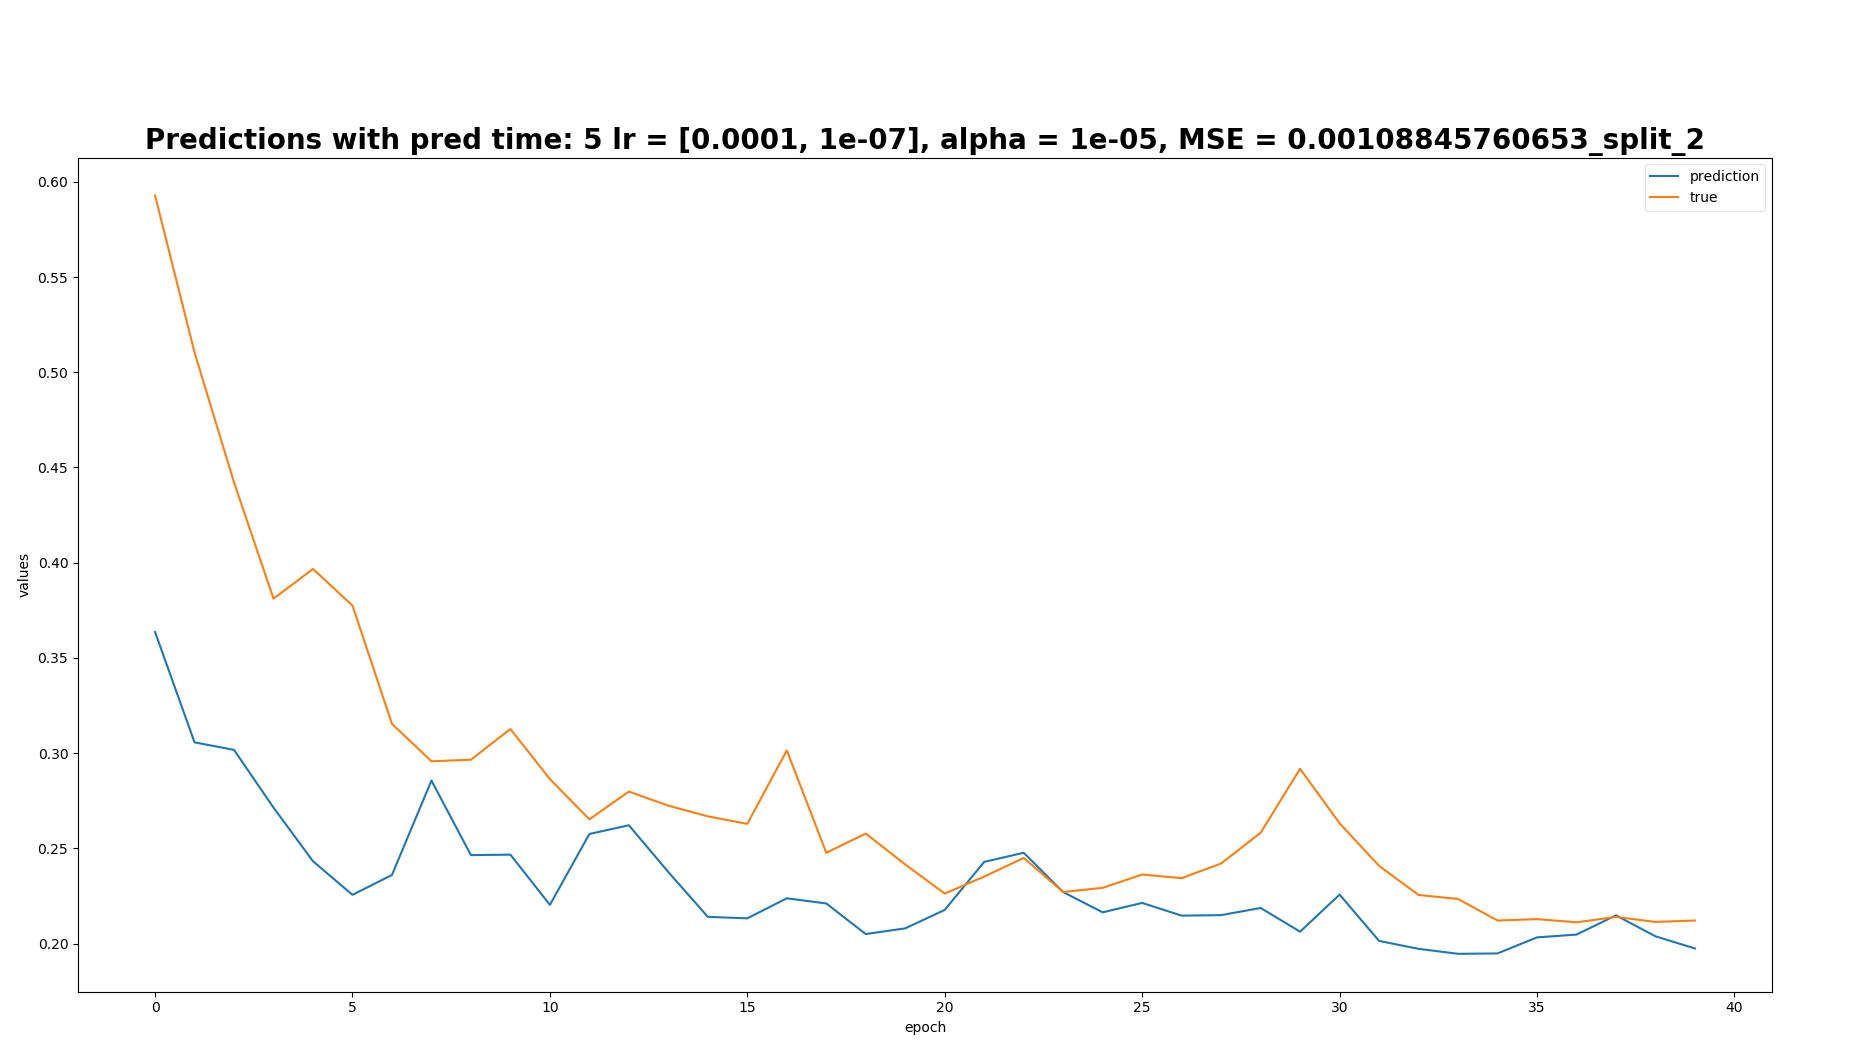 Predictions with pred time: 5 lr = [0.0001, 1e-07], alpha = 1e-05, MSE = 0.00108845760653_split_2
prediction
true
0.60
0.55
0.50
0.45
0.40
0.35
0.30
0.25
0.20
values
0 5 10 15 20 25 30 35 40
epoch